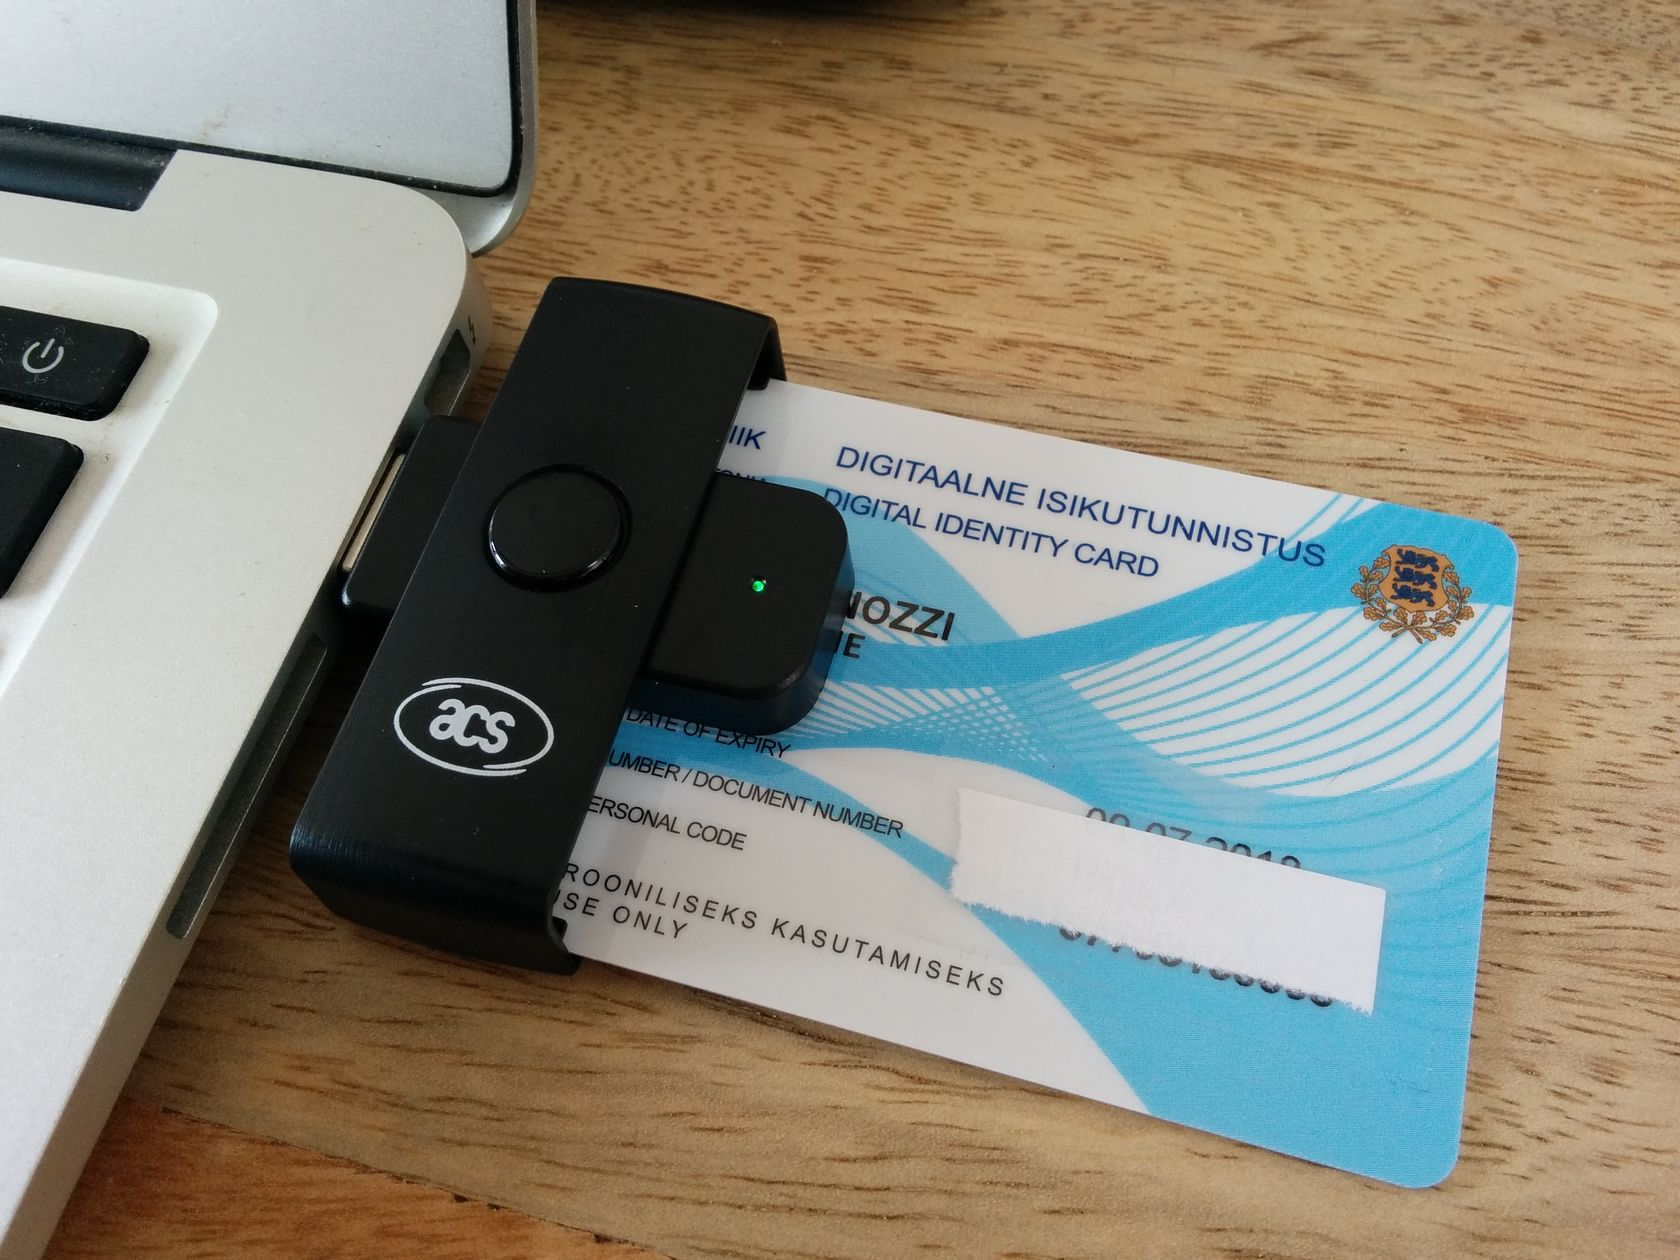 acs
IIK
DIGITAALNE ISIKUTUNNISTUS
DIGITAL IDENTITY CARD
NOZZI
DATE OF EXPIRY
UMBER / DOCUMENT NUMBER
ERSONAL CODE
ROONILISEKS KASUTAMISEKS
USE ONLY